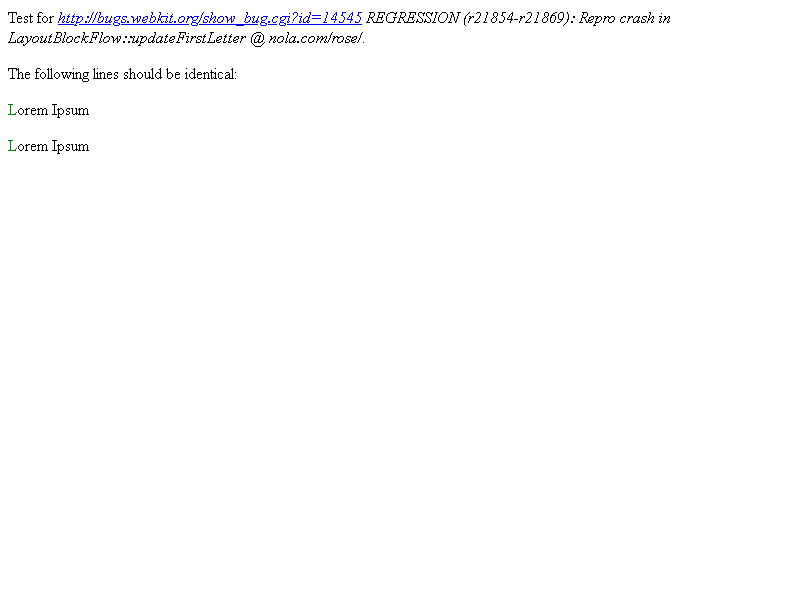 Test for http://bugs.webkit.org/show_bug.cgi?id=14545 REGRESSION (r21854-r21869): Repro crash in
LayoutBlockFlow::updateFirstLetter @ nola.com/rose/.
The following lines should be identical:
Lorem Ipsum
Lorem Ipsum